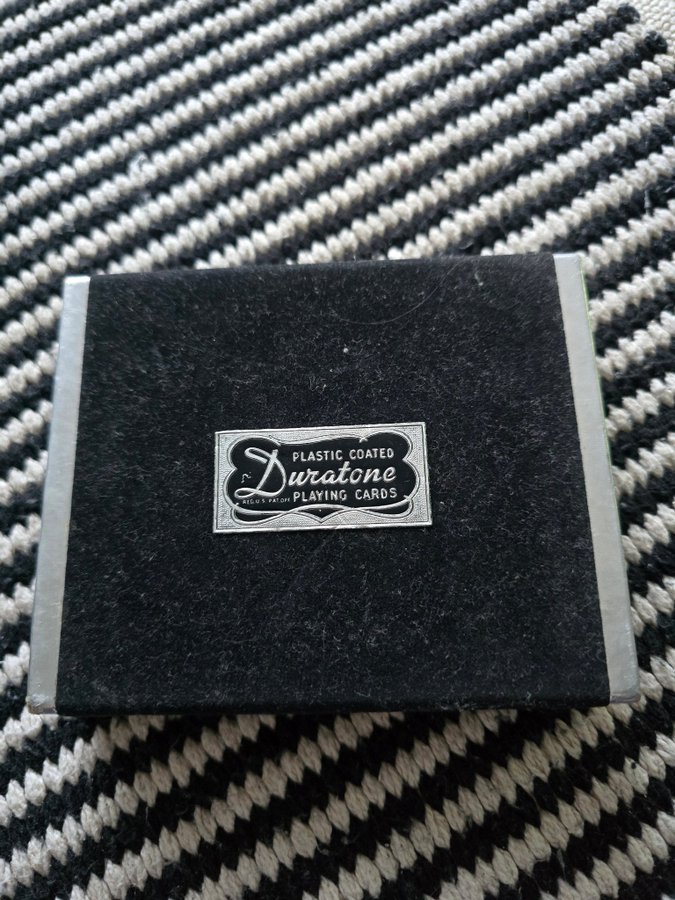 PLASTIC COATED
Duratone
REG. U.S. PAT. OFF. PLAYING CARDS